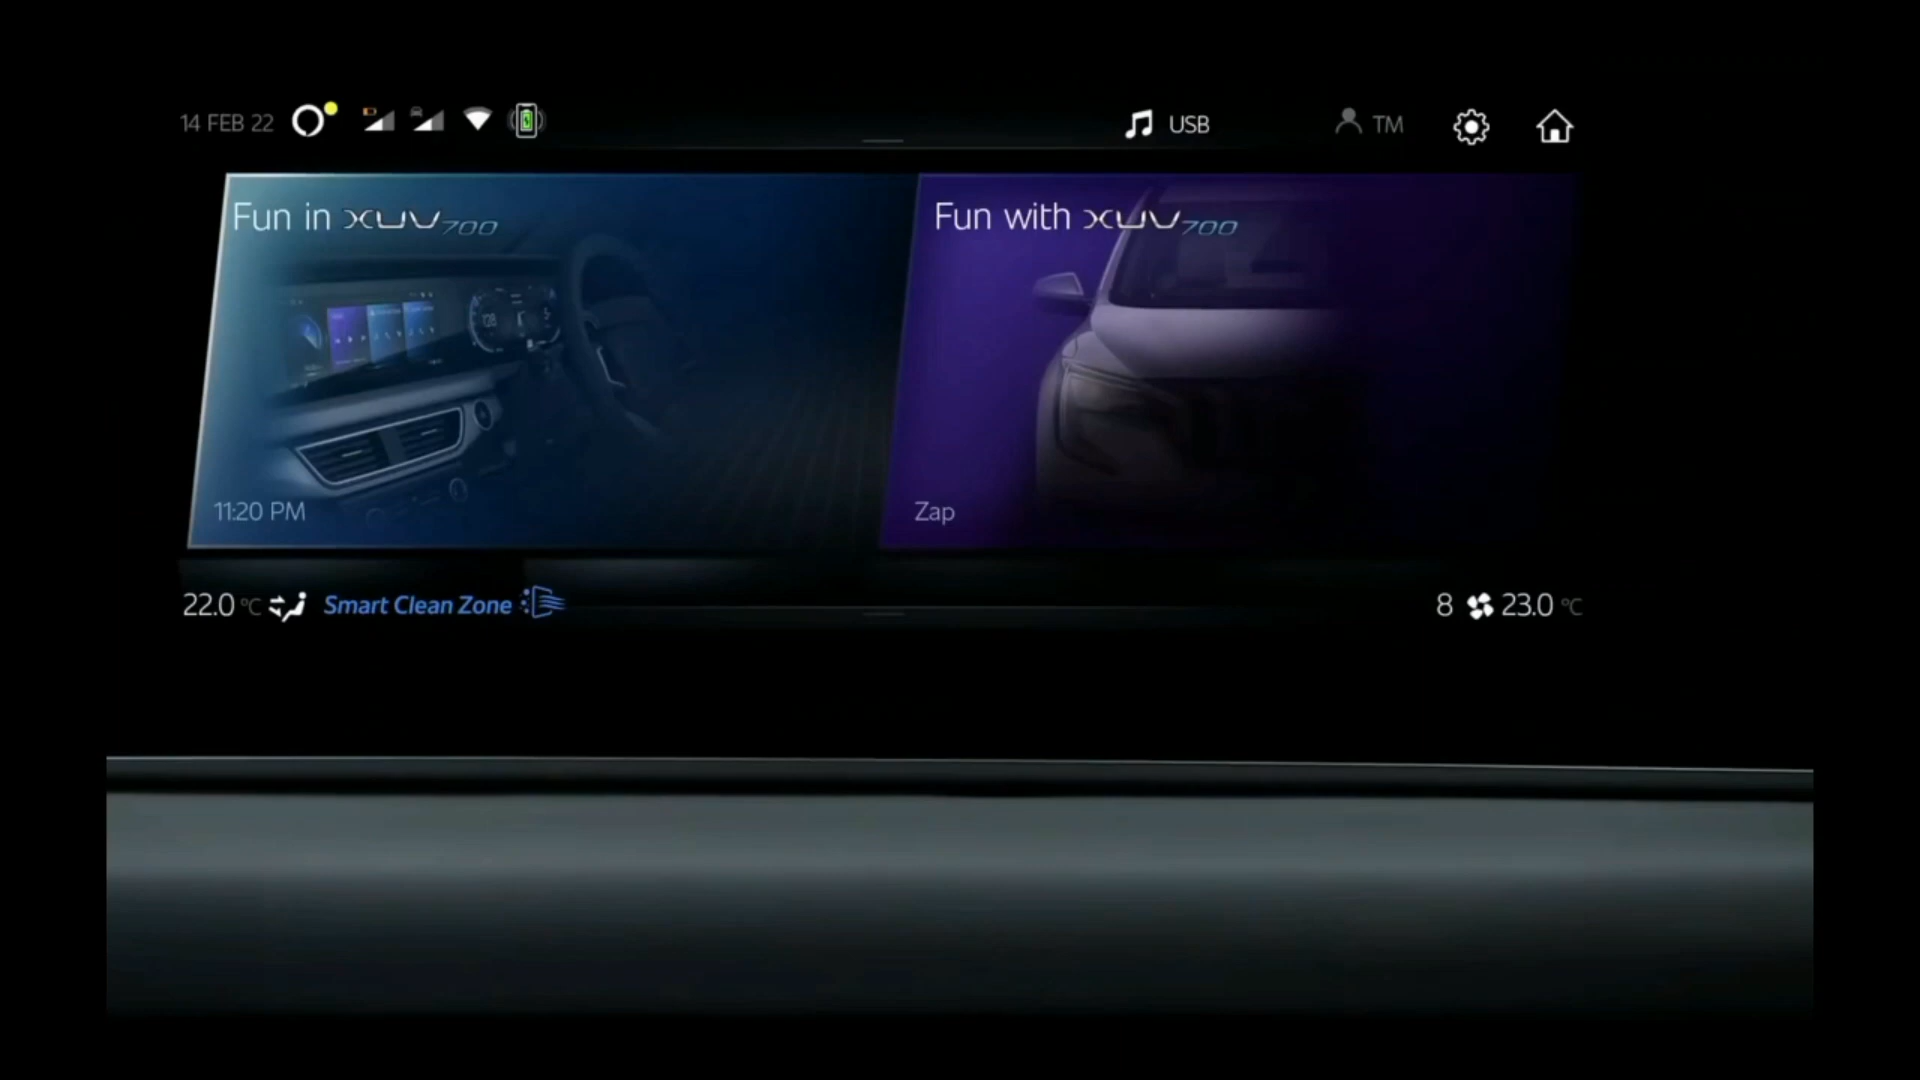 14 FEB 22
USB
TM
Fun in XUV700
Fun with XUV700
11:20 PM
Zap
22.0 °C
Smart Clean Zone
8
23.0 °C